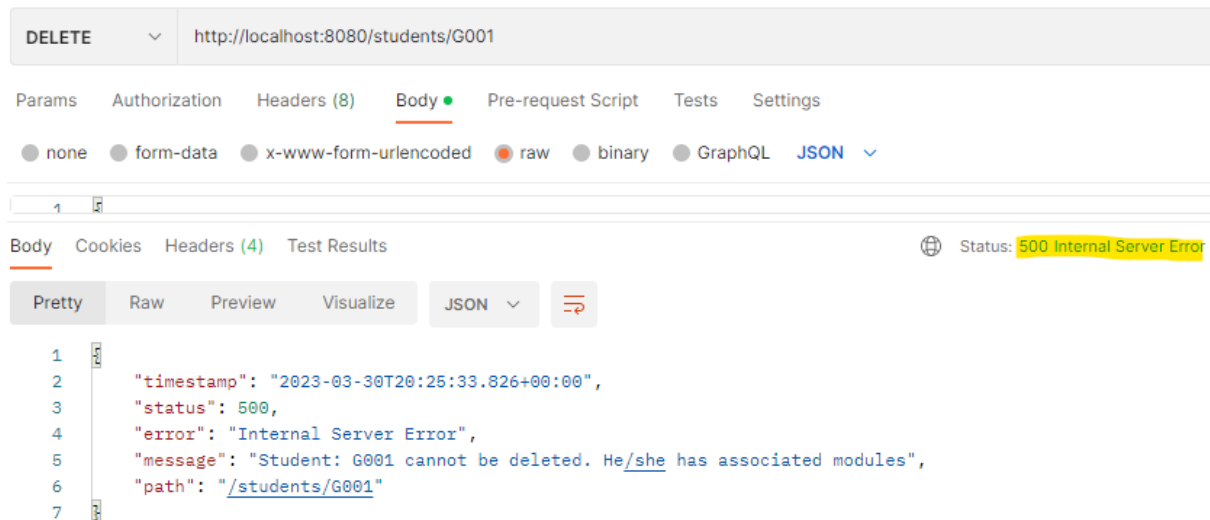 DELETE http://localhost:8080/students/G001
Params Authorization Headers (8) Body Pre-request Script Tests Settings
none form-data x-www-form-urlencoded raw binary GraphQL JSON
1 {
Body Cookies Headers (4) Test Results Status: 500 Internal Server Error
Pretty Raw Preview Visualize JSON
1 {
2 "timestamp": "2023-03-30T20:25:33.826+00:00",
3 "status": 500,
4 "error": "Internal Server Error",
5 "message": "Student: G001 cannot be deleted. He/she has associated modules",
6 "path": "/students/G001"
7 }